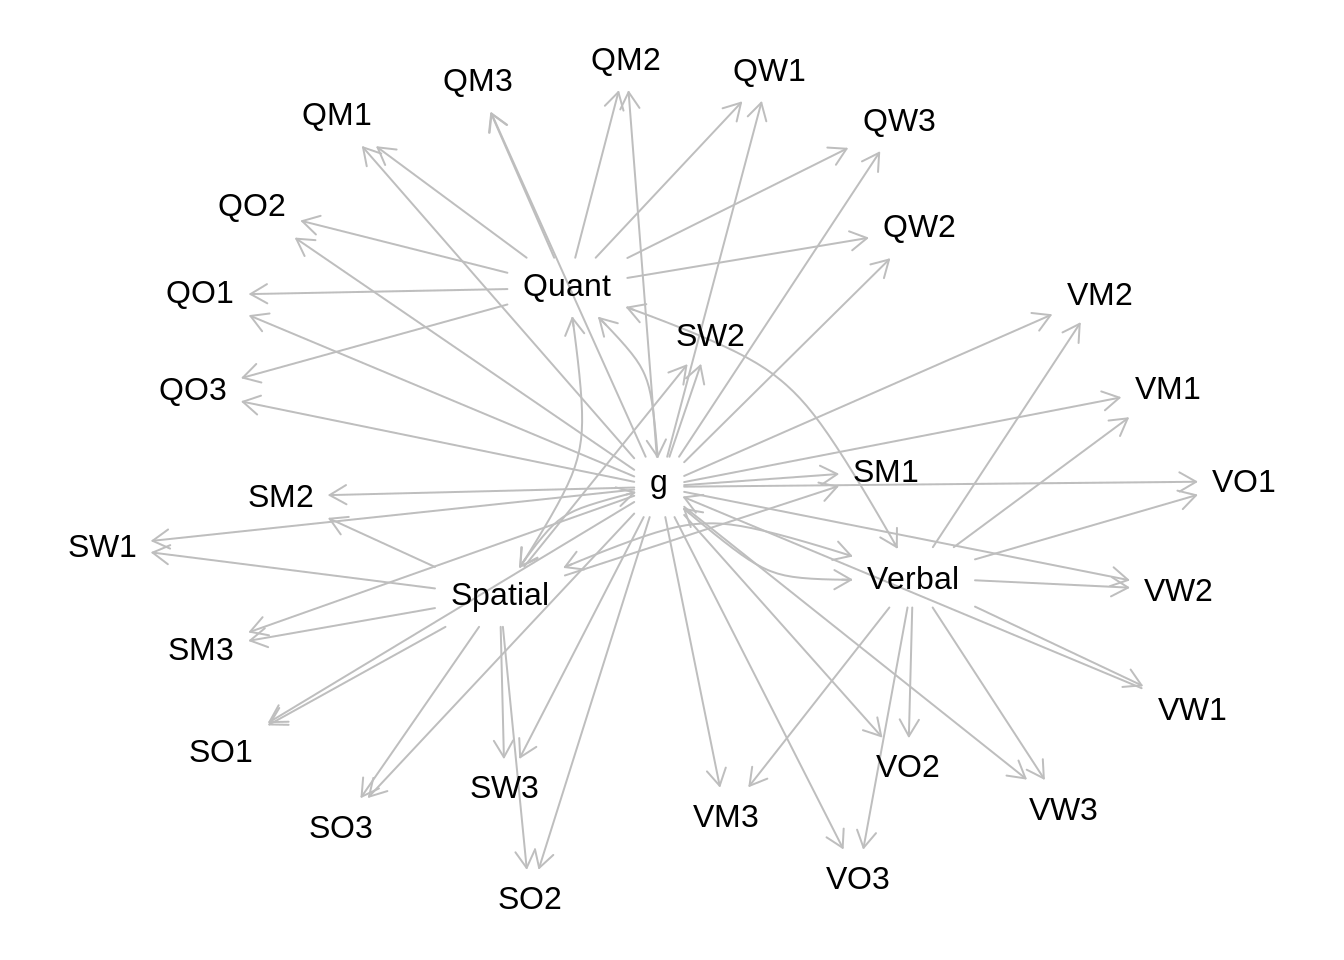 QM2
QW1
QM3
QM1
QW3
QO2
QW2
Quant
QO1
VM2
SW2
QO3
VM1
SM1
g
VO1
SM2
SW1
Verbal
VW2
Spatial
SM3
VW1
SO1
VO2
SW3
VW3
VM3
SO3
VO3
SO2